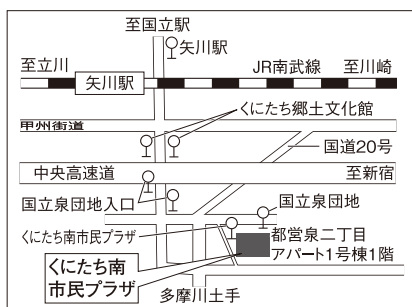 至国立駅
至立川
矢川駅
JR南武線
至川崎
くにたち郷土文化館
甲州街道
国道20号
中央高速道
至新宿
国立泉団地入口
国立泉団地
くにたち南市民プラザ
都営泉二丁目
アパート1号棟1階
くにたち南
市民プラザ
多摩川土手